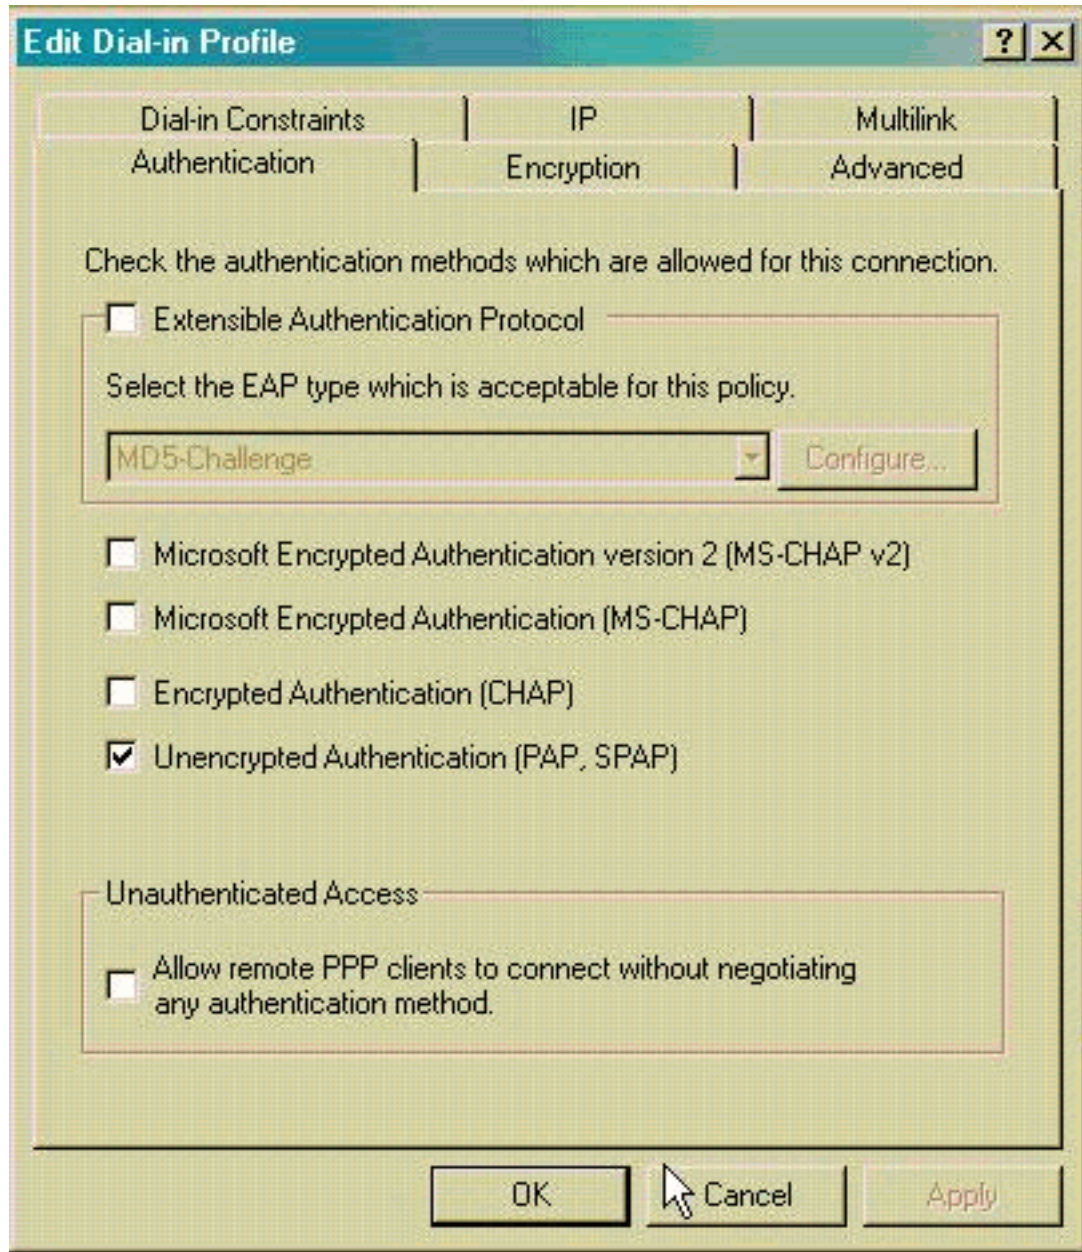 Edit Dial-in Profile
Dial-in Constraints
IP
Multilink
Authentication
Encryption
Advanced
Check the authentication methods which are allowed for this connection.
Extensible Authentication Protocol
Select the EAP type which is acceptable for this policy.
MD5-Challenge
Configure...
Microsoft Encrypted Authentication version 2 (MS-CHAP v2)
Microsoft Encrypted Authentication (MS-CHAP)
Encrypted Authentication (CHAP)
Unencrypted Authentication (PAP, SPAP)
Unauthenticated Access
Allow remote PPP clients to connect without negotiating
any authentication method.
OK
Cancel
Apply